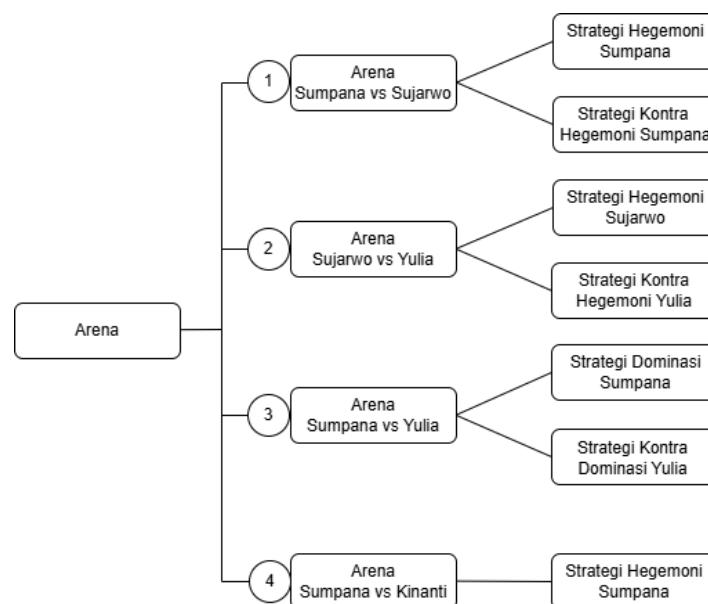 Arena
1
Arena
Sumpana vs Sujarwo
Strategi Hegemoni
Sumpana
Strategi Kontra
Hegemoni Sumpana
2
Arena
Sujarwo vs Yulia
Strategi Hegemoni
Sujarwo
Strategi Kontra
Hegemoni Yulia
3
Arena
Sumpana vs Yulia
Strategi Dominasi
Sumpana
Strategi Kontra
Dominasi Yulia
4
Arena
Sumpana vs Kinanti
Strategi Hegemoni
Sumpana